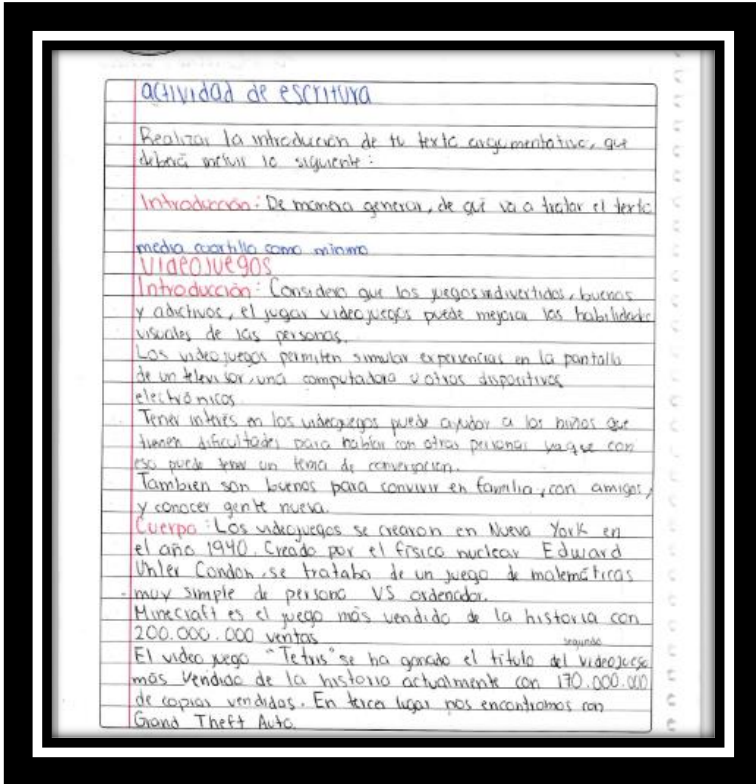 actividad de escritura
Realizar la introducción de tu texto argumentativo, que
deberá incluir lo siguiente:
Introducción: De manera general, de qué va a tratar el texto
media cuartilla como mínimo
Videojuegos
Introducción: Considero que los juegos divertidos, buenos
y adictivos, el jugar videojuegos puede mejorar las habilidades
visuales de las personas.
Los videojuegos permiten simular experiencias en la pantalla
de un televisor, una computadora u otros dispositivos
electrónicos.
Tener interés en los videojuegos puede ayudar a los niños que
tienen dificultades para hablar con otras personas ya que con
eso puede tener un tema de conversación.
También son buenos para convivir en familia, con amigos,
y conocer gente nueva.
Cuerpo: Los videojuegos se crearon en Nueva York en
el año 1940. Creado por el físico nuclear Edward
Uhler Condon, se trataba de un juego de matemáticas
muy simple de persona VS ordenador.
Minecraft es el juego más vendido de la historia con
200.000.000 ventas
segundo
El video juego "Tetris" se ha ganado el título del videojuego
más vendido de la historia actualmente con 170.000.000
de copias vendidas. En tercer lugar nos encontramos con
Grand Theft Auto.